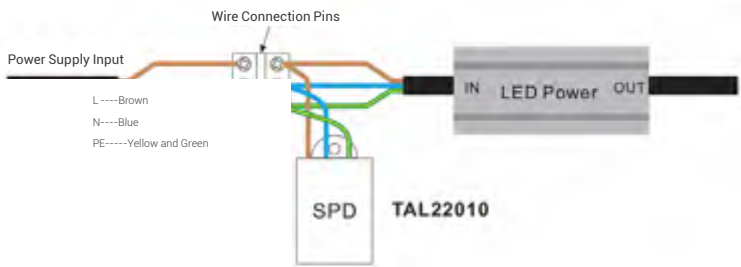 Wire Connection Pins
Power Supply Input
L ----Brown
N----Blue
PE-----Yellow and Green
IN LED Power OUT
SPD TAL22010